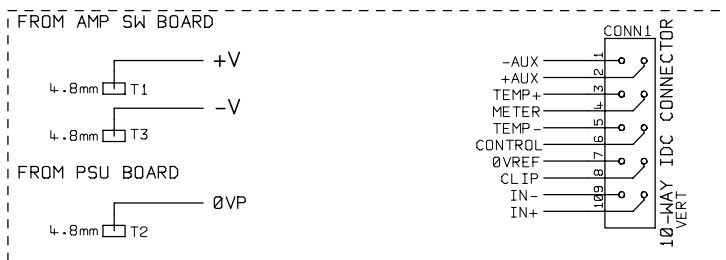 FROM AMP SW BOARD
+V
4.8mm T1
-V
4.8mm T3
FROM PSU BOARD
ØVP
4.8mm T2
CONN1
-AUX 1
+AUX 2
TEMP+ 3
METER 4
TEMP- 5
CONTROL 6
ØVREF 7
CLIP 8
IN- 9
IN+ 10
10-WAY IDC CONNECTOR
VERT